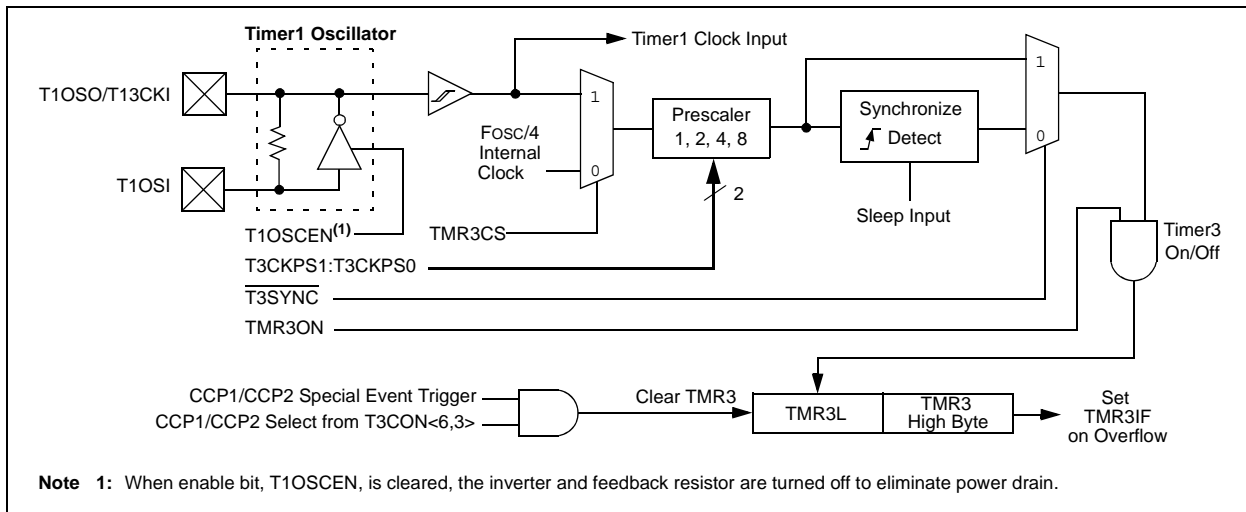 Timer1 Oscillator
Timer1 Clock Input
T1OSO/T13CKI
T1OSI
1
0
FOSC/4
Internal
Clock
Prescaler
1, 2, 4, 8
2
Synchronize
Detect
Sleep Input
1
0
T1OSCEN(1)
TMR3CS
T3CKPS1:T3CKPS0
T3SYNC
TMR3ON
Timer3
On/Off
CCP1/CCP2 Special Event Trigger
CCP1/CCP2 Select from T3CON<6,3>
Clear TMR3
TMR3L
TMR3
High Byte
Set
TMR3IF
on Overflow
Note 1: When enable bit, T1OSCEN, is cleared, the inverter and feedback resistor are turned off to eliminate power drain.